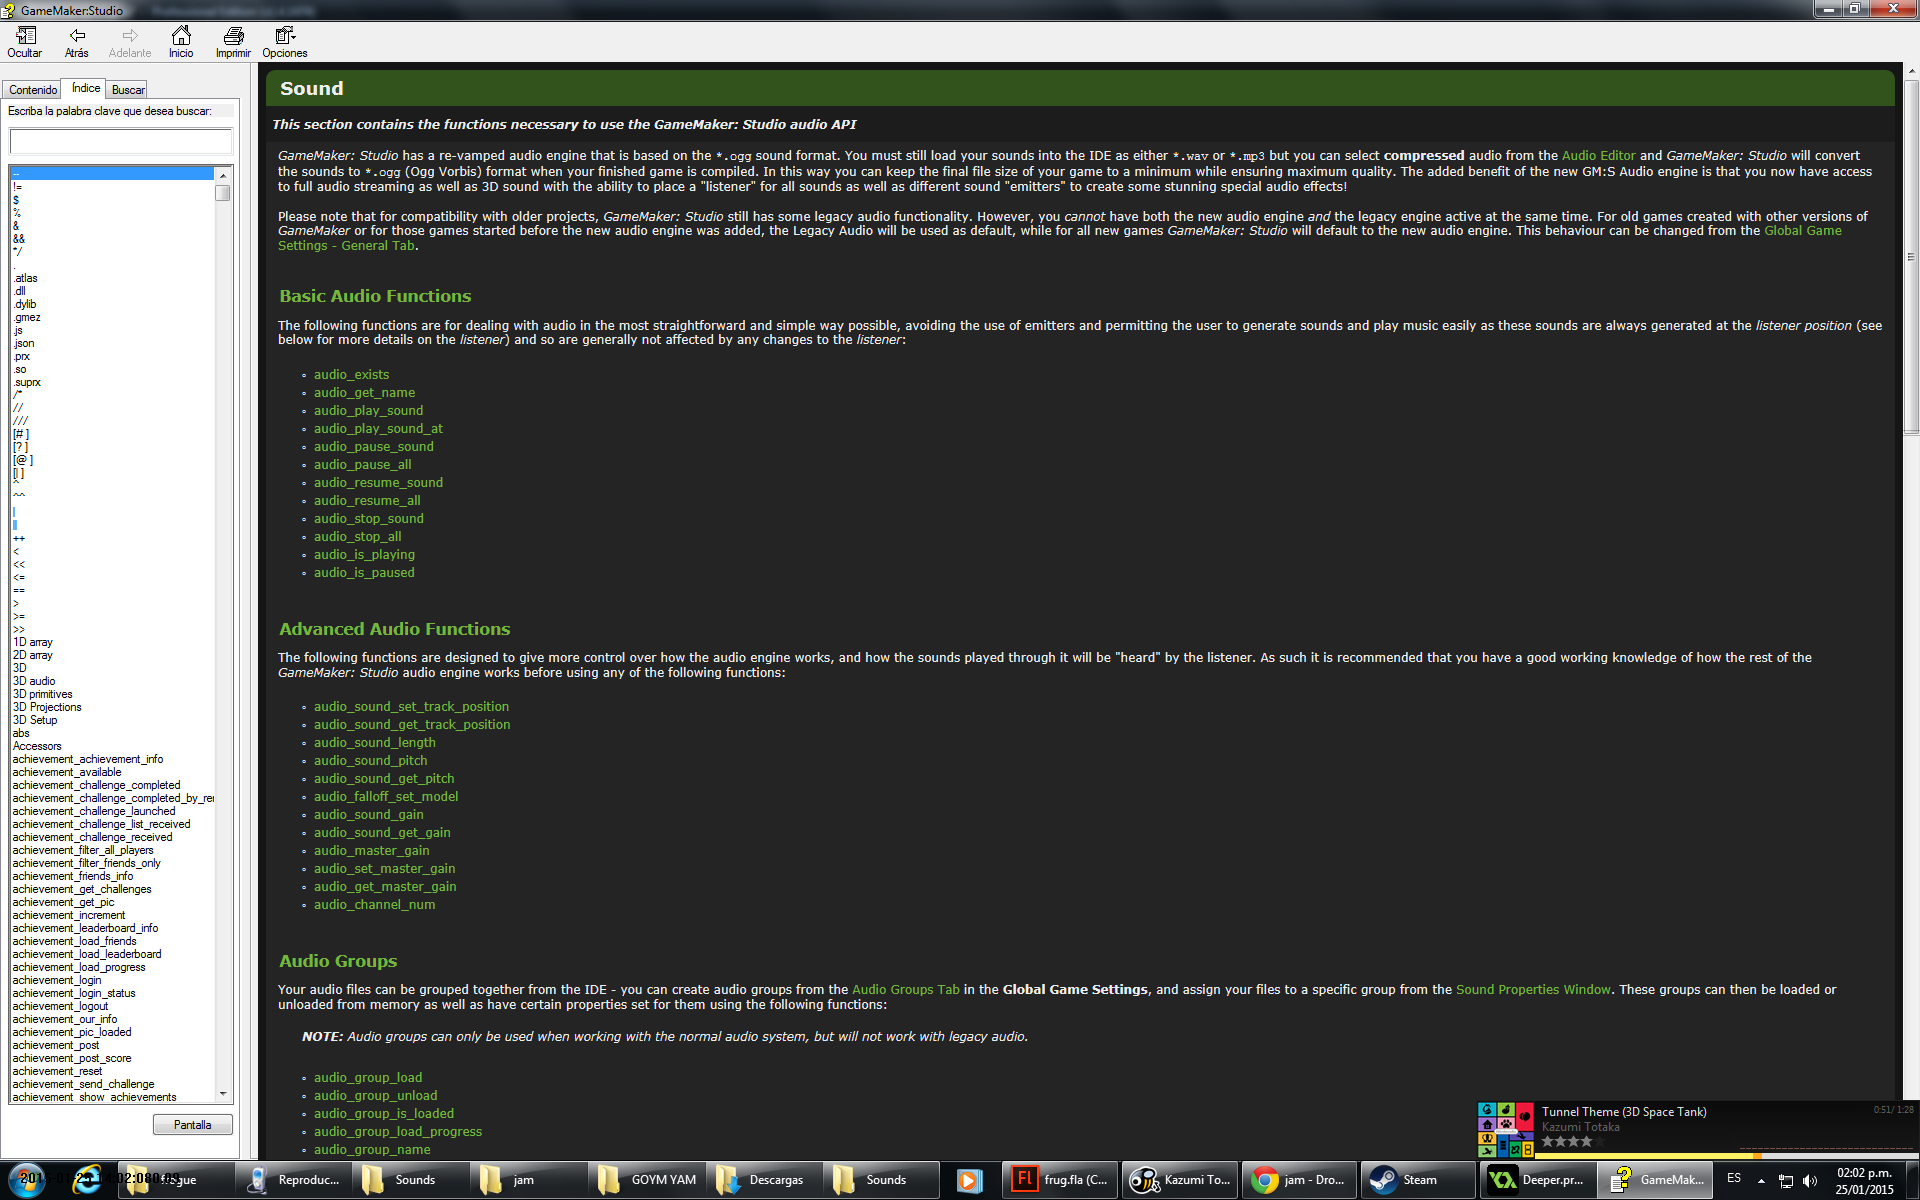 GameMaker:Studio
Ocultar Atrás Adelante Inicio Imprimir Opciones
Contenido Índice Buscar
Escriba la palabra clave que desea buscar:
--
!=
$
%
&
&&
*/
.
.atlas
.dll
.dylib
.gmez
.js
.json
.prx
.so
.suprx
/*
//
///
[# ]
[? ]
[@ ]
[| ]
^
^^
|
||
++
<
<<
<=
==
>
>=
>>
1D array
2D array
3D
3D audio
3D primitives
3D Projections
3D Setup
abs
Accessors
achievement_achievement_info
achievement_available
achievement_challenge_completed
achievement_challenge_completed_by_rei
achievement_challenge_launched
achievement_challenge_list_received
achievement_challenge_received
achievement_filter_all_players
achievement_filter_friends_only
achievement_friends_info
achievement_get_challenges
achievement_get_pic
achievement_increment
achievement_leaderboard_info
achievement_load_friends
achievement_load_leaderboard
achievement_load_progress
achievement_login
achievement_login_status
achievement_logout
achievement_our_info
achievement_pic_loaded
achievement_post
achievement_post_score
achievement_reset
achievement_send_challenge
achievement_show_achievements
Pantalla
Sound
This section contains the functions necessary to use the GameMaker: Studio audio API
GameMaker: Studio has a re-vamped audio engine that is based on the *.ogg sound format. You must still load your sounds into the IDE as either *.wav or *.mp3 but you can select compressed audio from the Audio Editor and GameMaker: Studio will convert
the sounds to *.ogg (Ogg Vorbis) format when your finished game is compiled. In this way you can keep the final file size of your game to a minimum while ensuring maximum quality. The added benefit of the new GM:S Audio engine is that you now have access
to full audio streaming as well as 3D sound with the ability to place a "listener" for all sounds as well as different sound "emitters" to create some stunning special audio effects!
Please note that for compatibility with older projects, GameMaker: Studio still has some legacy audio functionality. However, you cannot have both the new audio engine and the legacy engine active at the same time. For old games created with other versions of
GameMaker or for those games started before the new audio engine was added, the Legacy Audio will be used as default, while for all new games GameMaker: Studio will default to the new audio engine. This behaviour can be changed from the Global Game
Settings - General Tab.
Basic Audio Functions
The following functions are for dealing with audio in the most straightforward and simple way possible, avoiding the use of emitters and permitting the user to generate sounds and play music easily as these sounds are always generated at the listener position (see
below for more details on the listener) and so are generally not affected by any changes to the listener:
audio_exists
audio_get_name
audio_play_sound
audio_play_sound_at
audio_pause_sound
audio_pause_all
audio_resume_sound
audio_resume_all
audio_stop_sound
audio_stop_all
audio_is_playing
audio_is_paused
Advanced Audio Functions
The following functions are designed to give more control over how the audio engine works, and how the sounds played through it will be "heard" by the listener. As such it is recommended that you have a good working knowledge of how the rest of the
GameMaker: Studio audio engine works before using any of the following functions:
audio_sound_set_track_position
audio_sound_get_track_position
audio_sound_length
audio_sound_pitch
audio_sound_get_pitch
audio_falloff_set_model
audio_sound_gain
audio_sound_get_gain
audio_master_gain
audio_set_master_gain
audio_get_master_gain
audio_channel_num
Audio Groups
Your audio files can be grouped together from the IDE - you can create audio groups from the Audio Groups Tab in the Global Game Settings, and assign your files to a specific group from the Sound Properties Window. These groups can then be loaded or
unloaded from memory as well as have certain properties set for them using the following functions:
NOTE: Audio groups can only be used when working with the normal audio system, but will not work with legacy audio.
audio_group_load
audio_group_unload
audio_group_is_loaded
audio_group_load_progress
audio_group_name
Tunnel Theme (3D Space Tank) 0:51/ 1:28
Kazumi Totaka
Reproduc... Sounds jam GOYM YAM Descargas Sounds frug.fla (C... Kazumi To... jam - Dro... Steam Deeper.pr... GameMak... ES
02:02 p.m.
25/01/2015